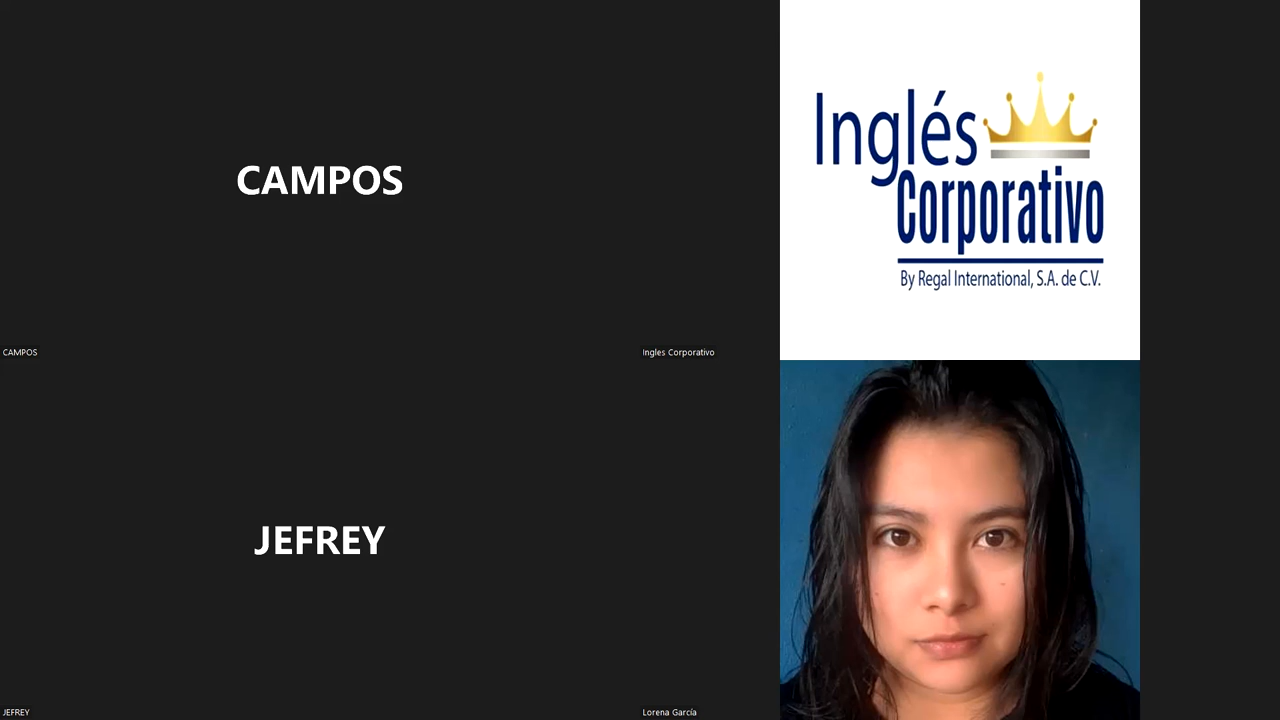 CAMPOS
Inglés
Corporativo
By Regal International, S.A. de C.V.
CAMPOS
Ingles Corporativo
JEFREY
JEFREY
Lorena García